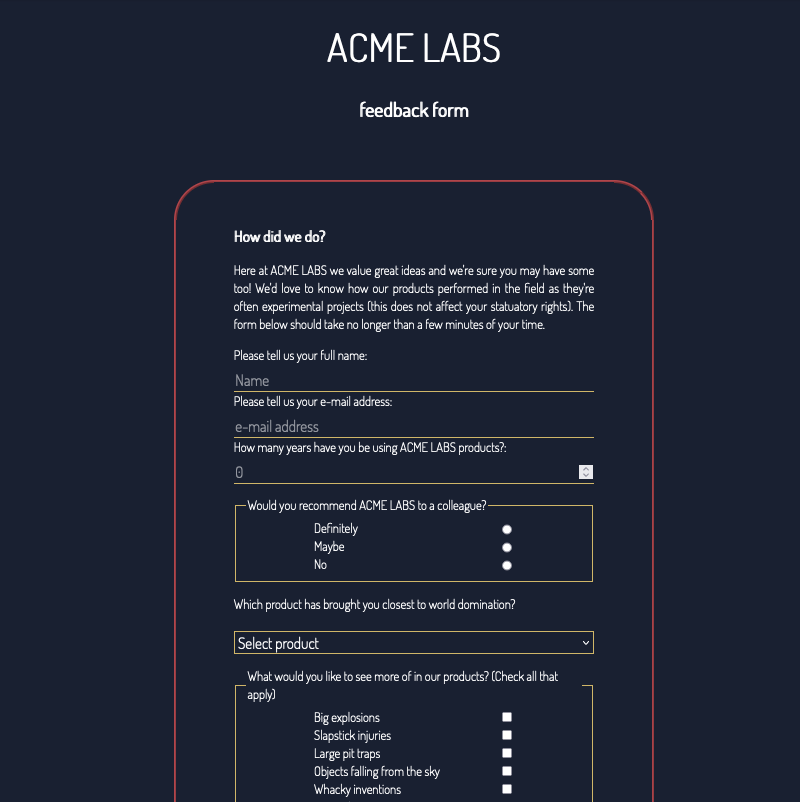 ACME LABS
feedback form
How did we do?
Here at ACME LABS we value great ideas and we're sure you may have some
too! We'd love to know how our products performed in the field as they're
often experimental projects (this does not affect your statuatory rights). The
form below should take no longer than a few minutes of your time.
Please tell us your full name:
Name
Please tell us your e-mail address:
e-mail address
How many years have you be using ACME LABS products?:
0
Would you recommend ACME LABS to a colleague?
Definitely
Maybe
No
Which product has brought you closest to world domination?
Select product
What would you like to see more of in our products? (Check all that
apply)
Big explosions
Slapstick injuries
Large pit traps
Objects falling from the sky
Whacky inventions